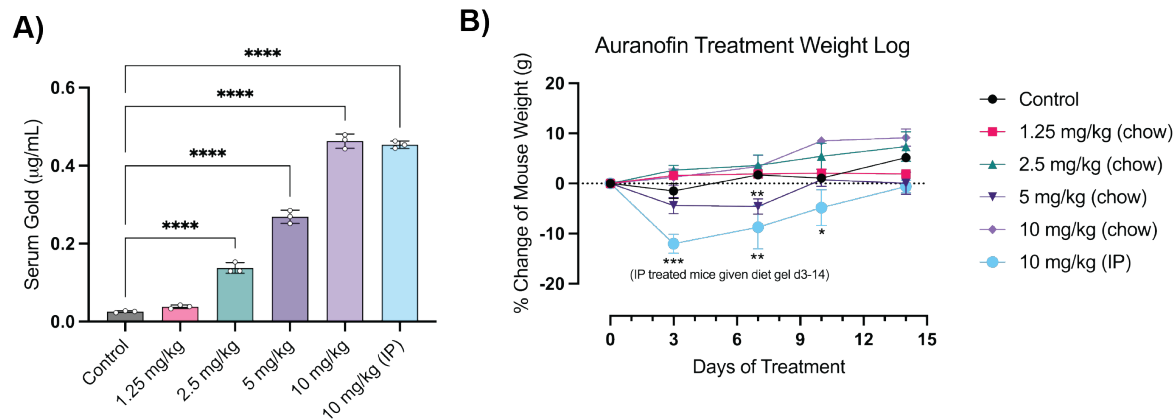 A)
****
****
****
****
Serum Gold (µg/mL)
0.6
0.4
0.2
0.0
Control
1.25 mg/kg
2.5 mg/kg
5 mg/kg
10 mg/kg
10 mg/kg (IP)
B)
Auranofin Treatment Weight Log
% Change of Mouse Weight (g)
20
10
0
-10
-20
**
***
**
*
(IP treated mice given diet gel d3-14)
0
3
6
9
12
15
Days of Treatment
Control
1.25 mg/kg (chow)
2.5 mg/kg (chow)
5 mg/kg (chow)
10 mg/kg (chow)
10 mg/kg (IP)